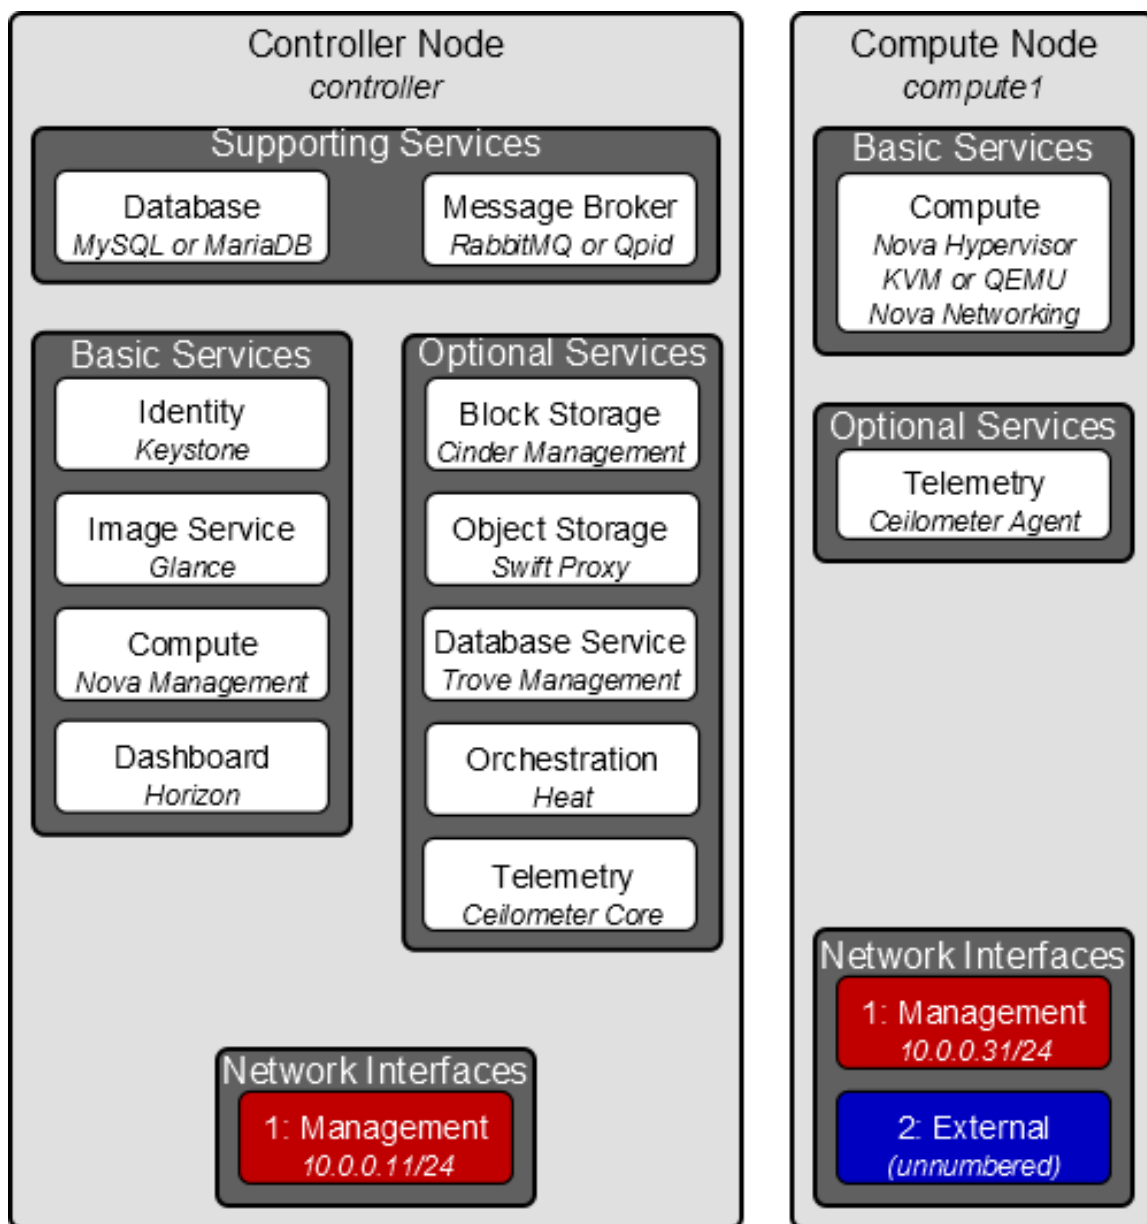 Controller Node
controller
Supporting Services
Database
MySQL or MariaDB
Message Broker
RabbitMQ or Qpid
Basic Services
Identity
Keystone
Image Service
Glance
Compute
Nova Management
Dashboard
Horizon
Optional Services
Block Storage
Cinder Management
Object Storage
Swift Proxy
Database Service
Trove Management
Orchestration
Heat
Telemetry
Ceilometer Core
Network Interfaces
1: Management
10.0.0.11/24
Compute Node
compute1
Basic Services
Compute
Nova Hypervisor
KVM or QEMU
Nova Networking
Optional Services
Telemetry
Ceilometer Agent
Network Interfaces
1: Management
10.0.0.31/24
2: External
(unnumbered)